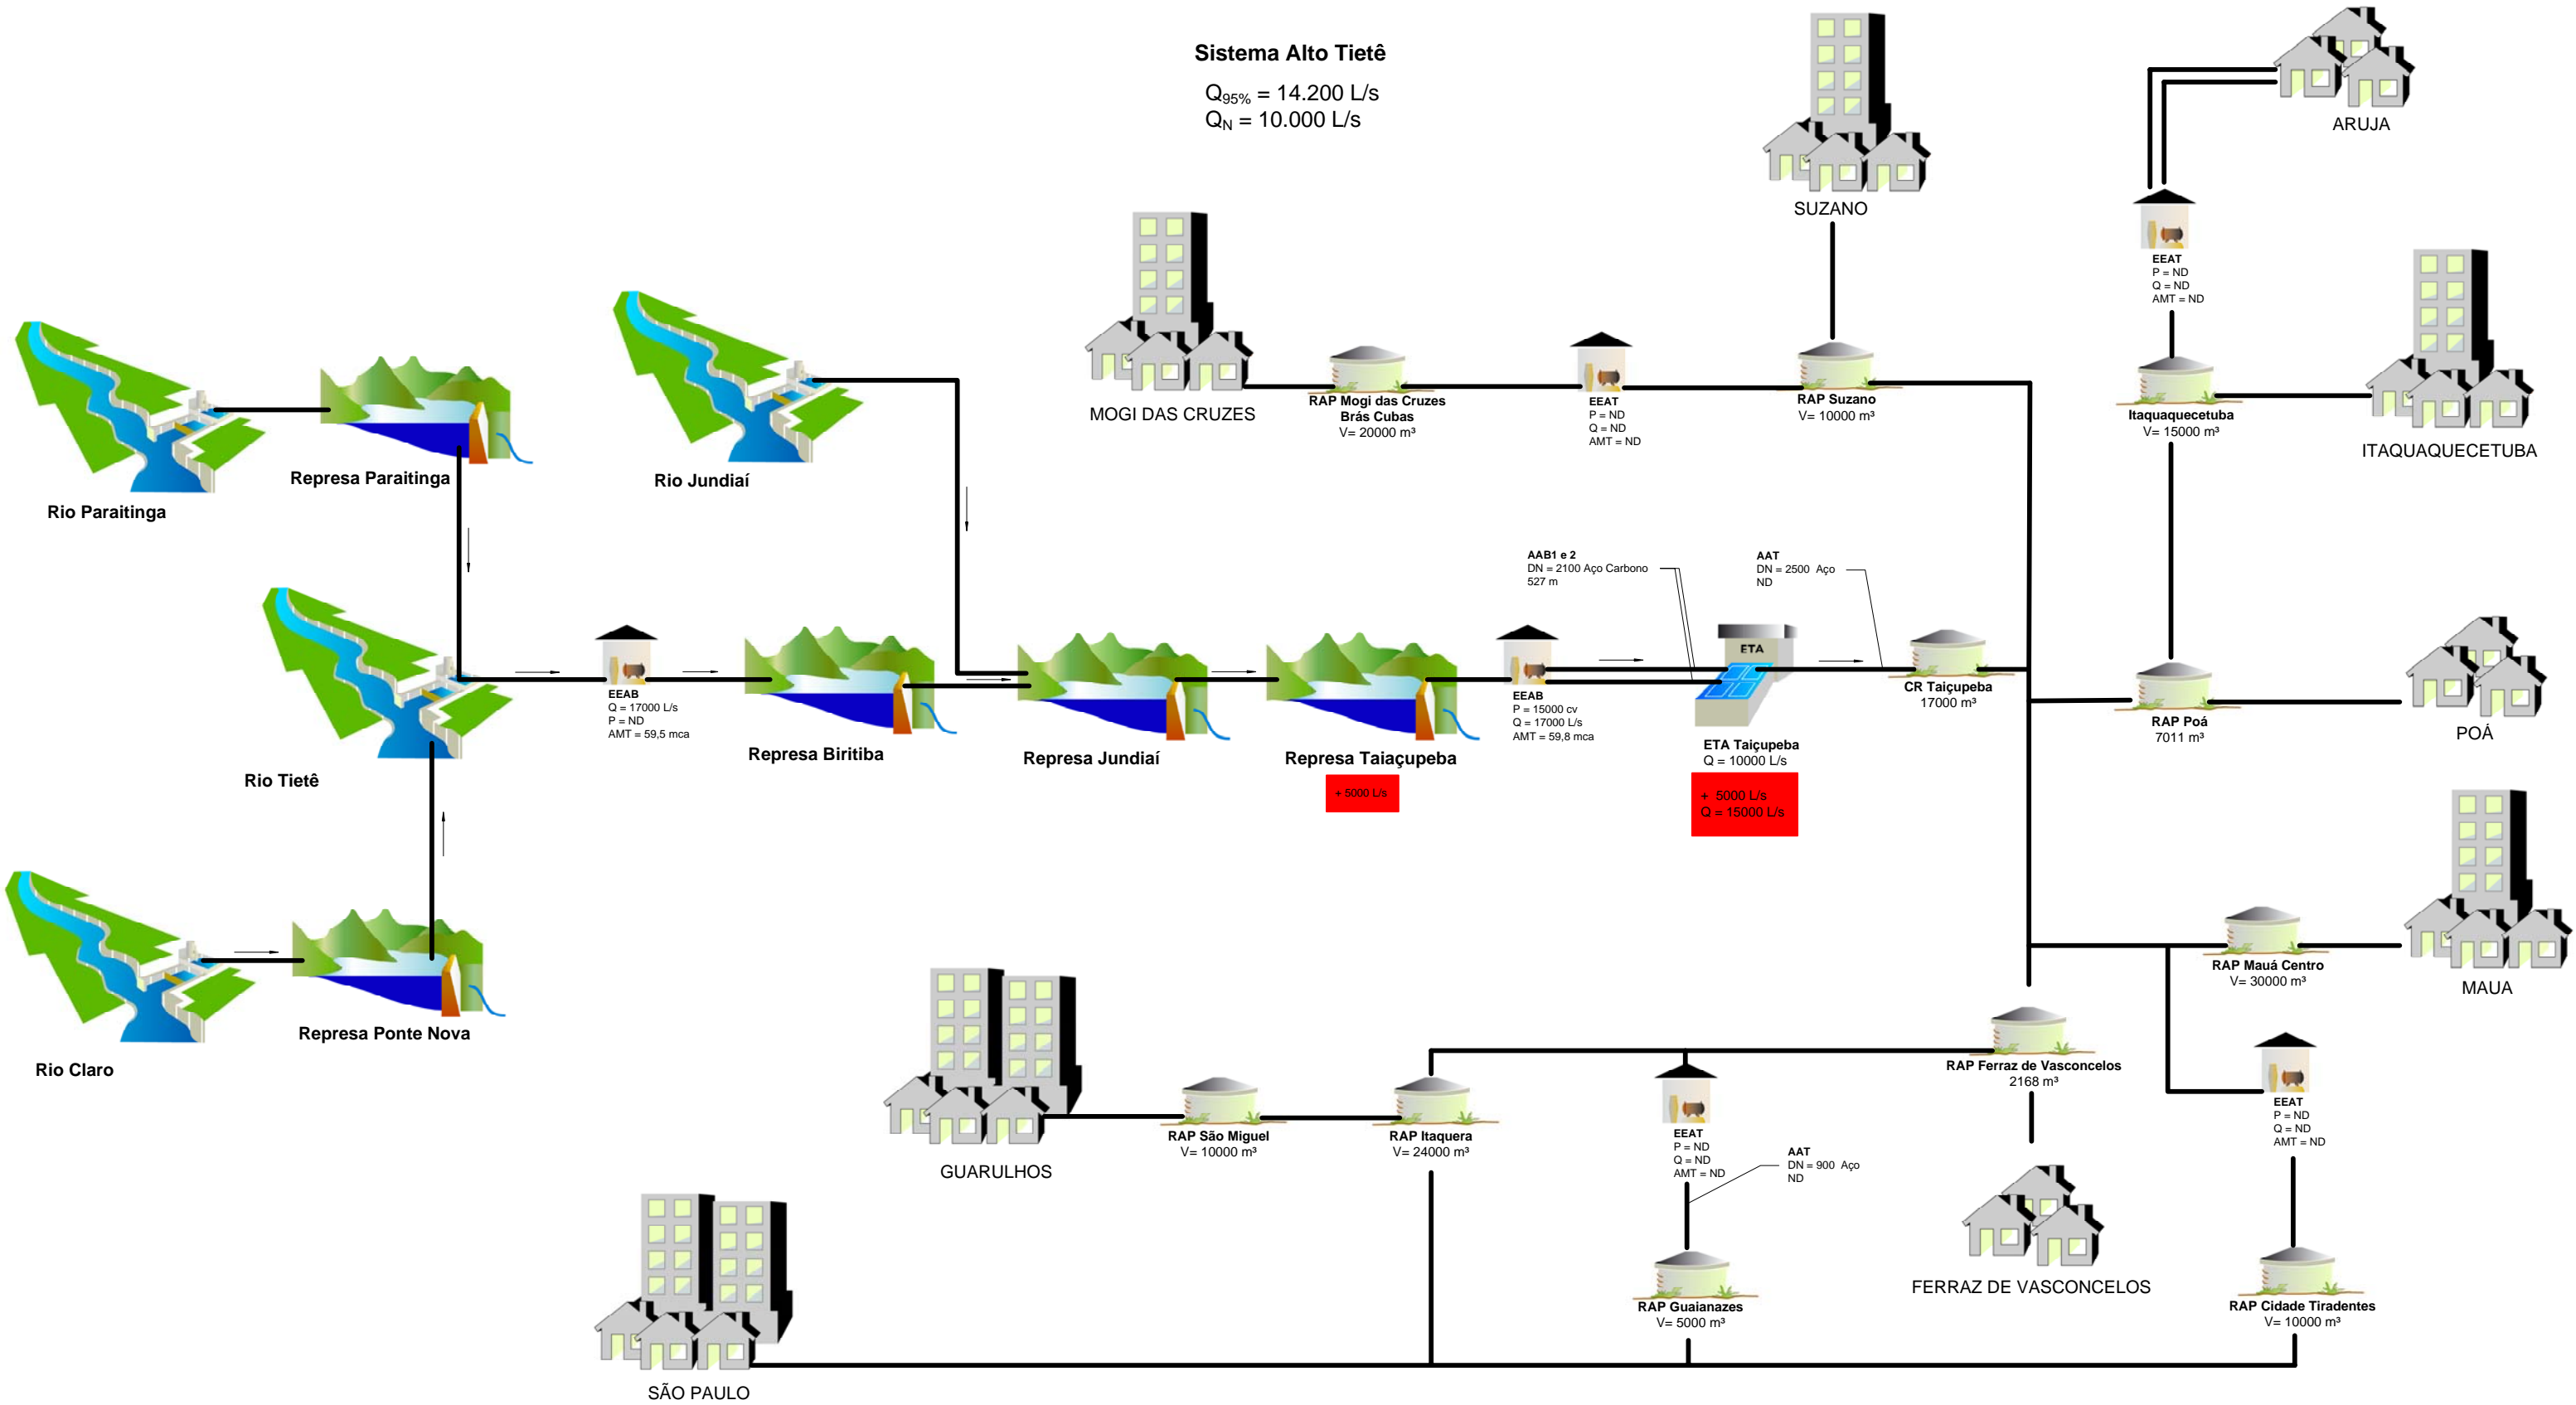 Sistema Alto Tietê
Q95% = 14.200 L/s
QN = 10.000 L/s
SUZANO
ARUJA
EEAT
P = ND
Q = ND
AMT = ND
MOGI DAS CRUZES
RAP Mogi das Cruzes
Brás Cubas
V= 20000 m³
EEAT
P = ND
Q = ND
AMT = ND
RAP Suzano
V= 10000 m³
Itaquaquecetuba
V= 15000 m³
ITAQUAQUECETUBA
Rio Paraitinga
Represa Paraitinga
Rio Jundiaí
AAB1 e 2
DN = 2100 Aço Carbono
527 m
AAT
DN = 2500 Aço
ND
ETA
Rio Tietê
EEAB
Q = 17000 L/s
P = ND
AMT = 59,5 mca
Represa Biritiba
Represa Jundiaí
Represa Taiaçupeba
+ 5000 L/s
EEAB
P = 15000 cv
Q = 17000 L/s
AMT = 59,8 mca
ETA Taiçupeba
Q = 10000 L/s
+ 5000 L/s
Q = 15000 L/s
CR Taiçupeba
17000 m³
RAP Poá
7011 m³
POÁ
Rio Claro
Represa Ponte Nova
RAP Mauá Centro
V= 30000 m³
MAUA
GUARULHOS
RAP São Miguel
V= 10000 m³
RAP Itaquera
V= 24000 m³
EEAT
P = ND
Q = ND
AMT = ND
AAT
DN = 900 Aço
ND
RAP Ferraz de Vasconcelos
2168 m³
EEAT
P = ND
Q = ND
AMT = ND
FERRAZ DE VASCONCELOS
RAP Guaianazes
V= 5000 m³
RAP Cidade Tiradentes
V= 10000 m³
SÃO PAULO